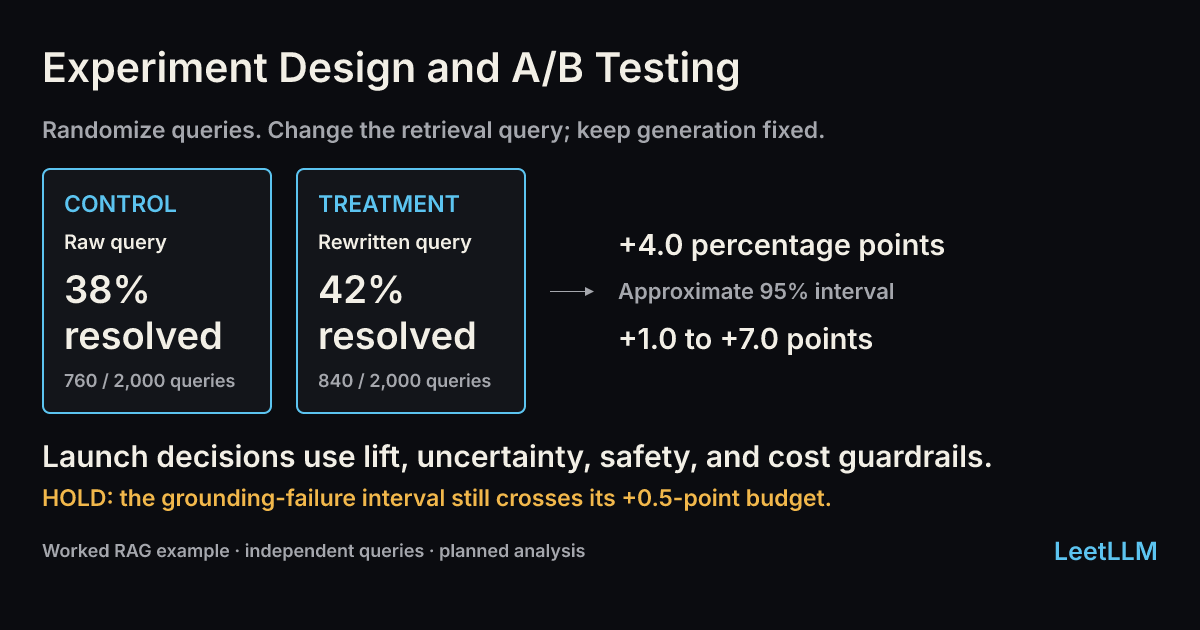 Experiment Design and A/B Testing
Randomize queries. Change the retrieval query; keep generation fixed.
CONTROL
Raw query
38%
resolved
760 / 2,000 queries
TREATMENT
Rewritten query
42%
resolved
840 / 2,000 queries
+4.0 percentage points
Approximate 95% interval
+1.0 to +7.0 points
Launch decisions use lift, uncertainty, safety, and cost guardrails.
HOLD: the grounding-failure interval still crosses its +0.5-point budget.
Worked RAG example · independent queries · planned analysis
LeetLLM